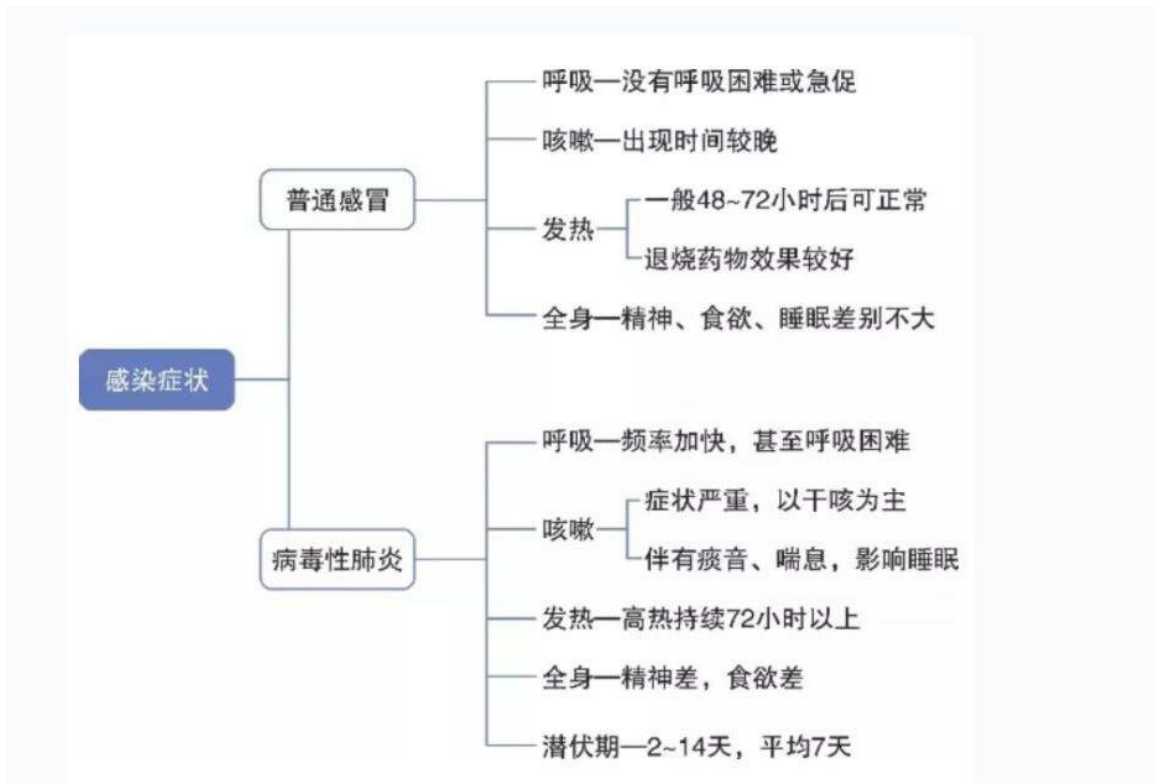 感染症状
普通感冒
呼吸—没有呼吸困难或急促
咳嗽—出现时间较晚
发热
一般48~72小时后可正常
退烧药物效果较好
全身—精神、食欲、睡眠差别不大
病毒性肺炎
呼吸—频率加快，甚至呼吸困难
咳嗽
症状严重，以干咳为主
伴有痰音、喘息，影响睡眠
发热—高热持续72小时以上
全身—精神差，食欲差
潜伏期—2~14天，平均7天